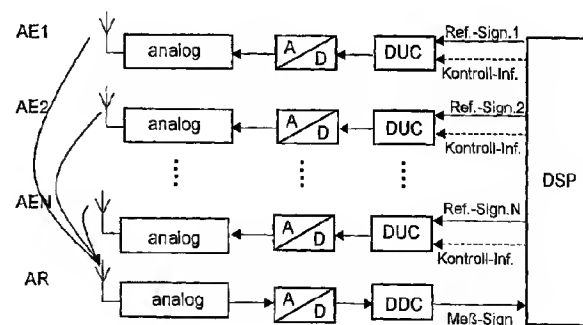 AE1
analog
A
D
DUC
Ref.-Sign.1
Kontroll-Inf.
AE2
analog
A
D
DUC
Ref.-Sign.2
Kontroll-Inf.
DSP
AEN
analog
A
D
DUC
Ref.-Sign.N
Kontroll-Inf.
AR
analog
A
D
DDC
Meß-Sign